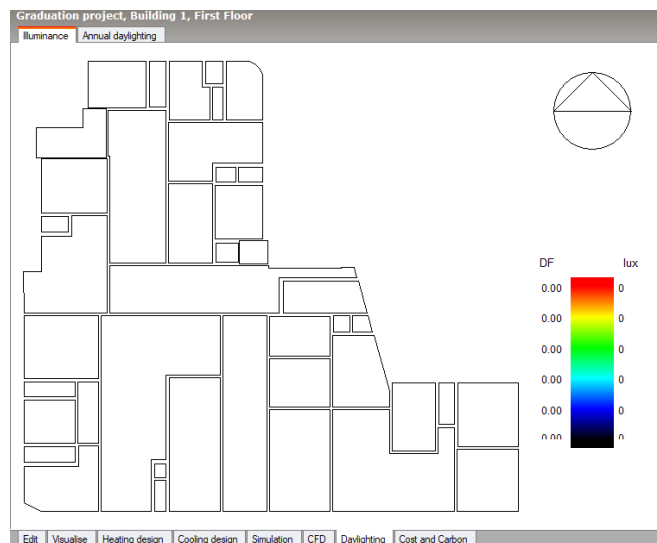 Graduation project, Building 1, First Floor
Illuminance Annual daylighting
DF lux
0.00 0
0.00 0
0.00 0
0.00 0
0.00 0
0.00 0
Edit Visualise Heating design Cooling design Simulation CFD Daylighting Cost and Carbon